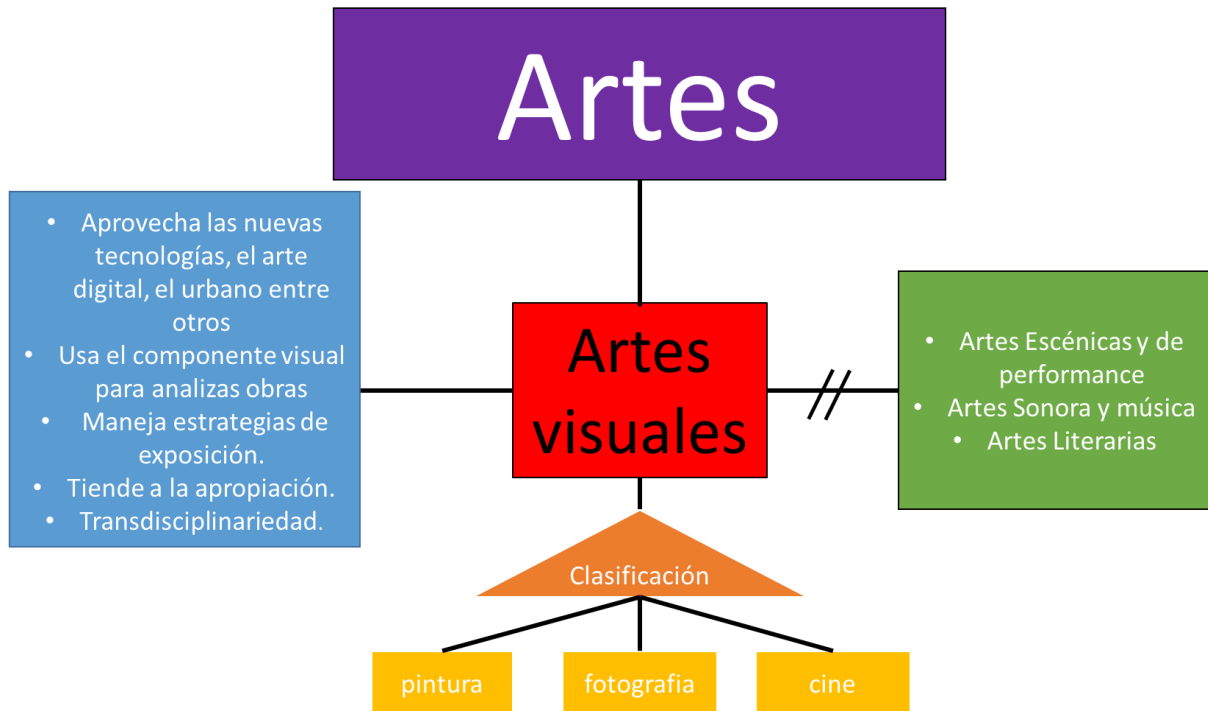 Artes
• Aprovecha las nuevas
tecnologías, el arte
digital, el urbano entre
otros
• Usa el componente visual
para analizas obras
• Maneja estrategias de
exposición.
• Tiende a la apropiación.
• Transdisciplinariedad.
Artes
visuales
• Artes Escénicas y de
performance
• Artes Sonora y música
• Artes Literarias
Clasificación
pintura
fotografia
cine